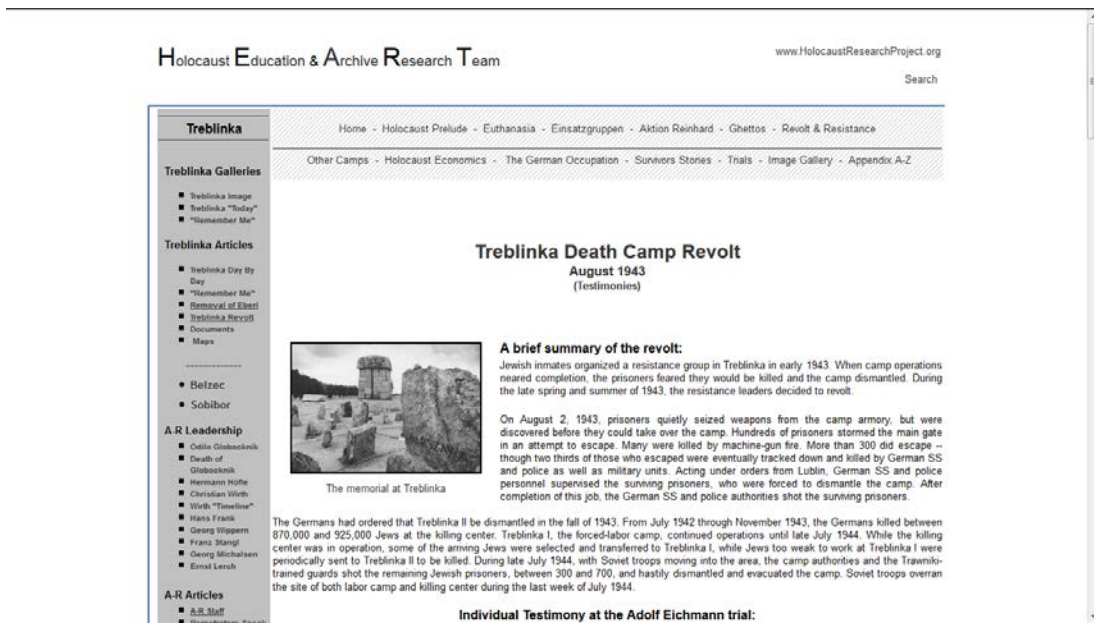 Holocaust Education & Archive Research Team
www.HolocaustResearchProject.org
Search
Treblinka
Treblinka Galleries
Treblinka Image
Treblinka "Today"
"Remember Me"
Treblinka Articles
Treblinka Day By
Day
"Remember Me"
Removal of Eberl
Treblinka Revolt
Documents
Maps
--------------
Belzec
Sobibor
A-R Leadership
Odilo Globocknik
Death of
Globocknik
Hermann Höfle
Christian Wirth
Wirth "Timeline"
Hans Frank
Georg Wippern
Franz Stangl
Georg Michalsen
Ernst Lerch
A-R Articles
A-R Staff
Home - Holocaust Prelude - Euthanasia - Einsatzgruppen - Aktion Reinhard - Ghettos - Revolt & Resistance
Other Camps - Holocaust Economics - The German Occupation - Survivors Stories - Trials - Image Gallery - Appendix A-Z
Treblinka Death Camp Revolt
August 1943
(Testimonies)
The memorial at Treblinka
A brief summary of the revolt:
Jewish inmates organized a resistance group in Treblinka in early 1943. When camp operations
neared completion, the prisoners feared they would be killed and the camp dismantled. During
the late spring and summer of 1943, the resistance leaders decided to revolt.
On August 2, 1943, prisoners quietly seized weapons from the camp armory, but were
discovered before they could take over the camp. Hundreds of prisoners stormed the main gate
in an attempt to escape. Many were killed by machine-gun fire. More than 300 did escape --
though two thirds of those who escaped were eventually tracked down and killed by German SS
and police as well as military units. Acting under orders from Lublin, German SS and police
personnel supervised the surviving prisoners, who were forced to dismantle the camp. After
completion of this job, the German SS and police authorities shot the surviving prisoners.
The Germans had ordered that Treblinka II be dismantled in the fall of 1943. From July 1942 through November 1943, the Germans killed between
870,000 and 925,000 Jews at the killing center. Treblinka I, the forced-labor camp, continued operations until late July 1944. While the killing
center was in operation, some of the arriving Jews were selected and transferred to Treblinka I, while Jews too weak to work at Treblinka I were
periodically sent to Treblinka II to be killed. During late July 1944, with Soviet troops moving into the area, the camp authorities and the Trawniki-
trained guards shot the remaining Jewish prisoners, between 300 and 700, and hastily dismantled and evacuated the camp. Soviet troops overran
the site of both labor camp and killing center during the last week of July 1944.
Individual Testimony at the Adolf Eichmann trial: